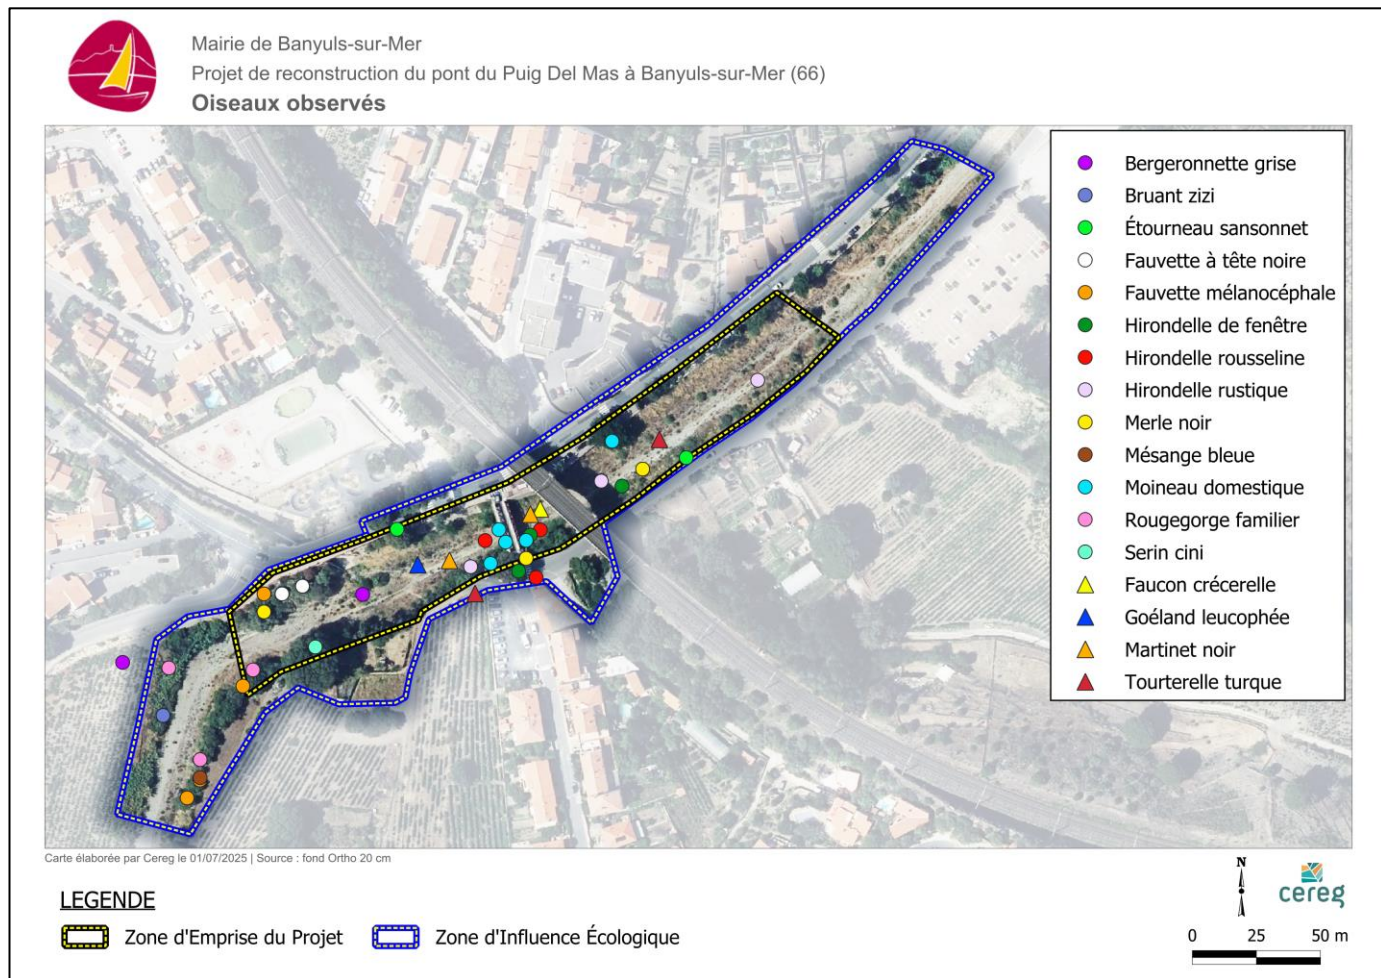 Mairie de Banyuls-sur-Mer
Projet de reconstruction du pont du Puig Del Mas à Banyuls-sur-Mer (66)
Oiseaux observés
Bergeronnette grise
Bruant zizi
Étourneau sansonnet
Fauvette à tête noire
Fauvette mélanocéphale
Hirondelle de fenêtre
Hirondelle rousseline
Hirondelle rustique
Merle noir
Mésange bleue
Moineau domestique
Rougegorge familier
Serin cini
Faucon crécerelle
Goéland leucophée
Martinet noir
Tourterelle turque
Carte élaborée par Cereg le 01/07/2025 | Source : fond Ortho 20 cm
LEGENDE
Zone d'Emprise du Projet
Zone d'Influence Écologique
N
cereg
0 25 50 m